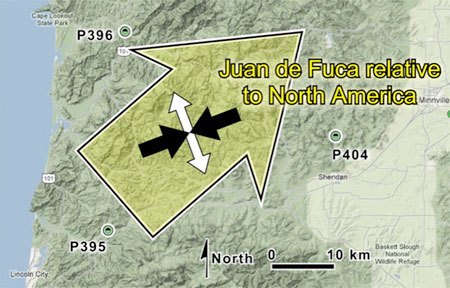 Cape Lookout
State Park
P396
Juan de Fuca relative
to North America
Minnville
P404
Sheridan
101
P395
Lincoln City
North
0 10 km
Baskett Slough
National
Wildlife Refuge